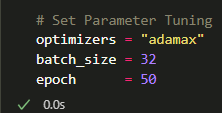 # Set Parameter Tuning
optimizers = "adamax"
batch_size = 32
epoch      = 50
0.0s